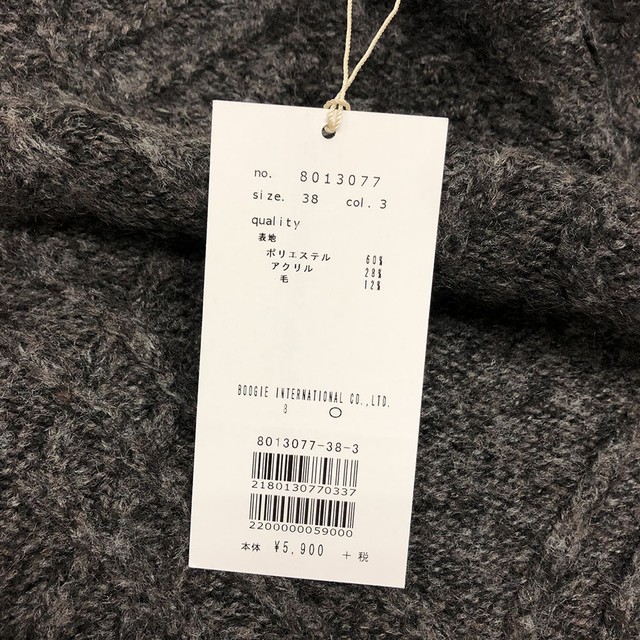 no. 8013077
size. 38 col. 3
quality
表地
ポリエステル 60%
アクリル 28%
毛 12%
BOOGIE INTERNATIONAL CO.,LTD.
8 ○
8013077-38-3
2180130770337
2200000059000
本体 ¥5,900 +税